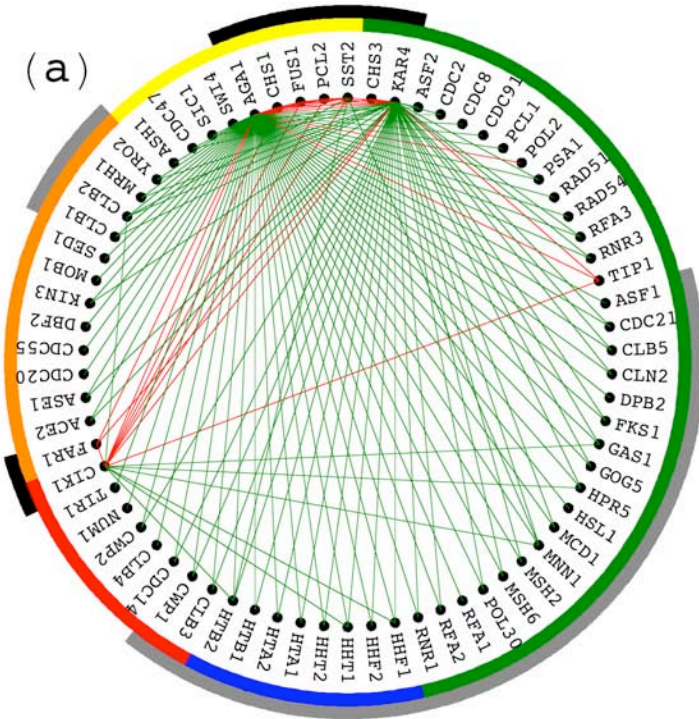 (a)
SST2
CHS3
KAR4
ASF2
CDC2
CDC8
CDC91
PCL1
POL2
PSA1
RAD51
RAD54
RFA3
RNR3
TIP1
ASF1
CDC21
CLB5
CLN2
DPB2
FKS1
GAS1
GOG5
HPR5
HSL1
MCD1
MNN1
MSH2
MSH6
POL30
RFA1
RFA2
RNR1
HHF1
HHF2
HHT1
HHT2
HTA1
HTA2
HTB1
HTB2
CLB3
CWP1
CDC14
CLB4
CWP2
NUM1
TIR1
CIK1
FAR1
ACE2
ASE1
CDC20
CDC55
DBF2
KIN3
MOB1
SED1
CLB1
CLB2
MRH1
YRO2
ASH1
CDC47
SIC1
SWI4
AGA1
CHS1
FUS1
PCL2